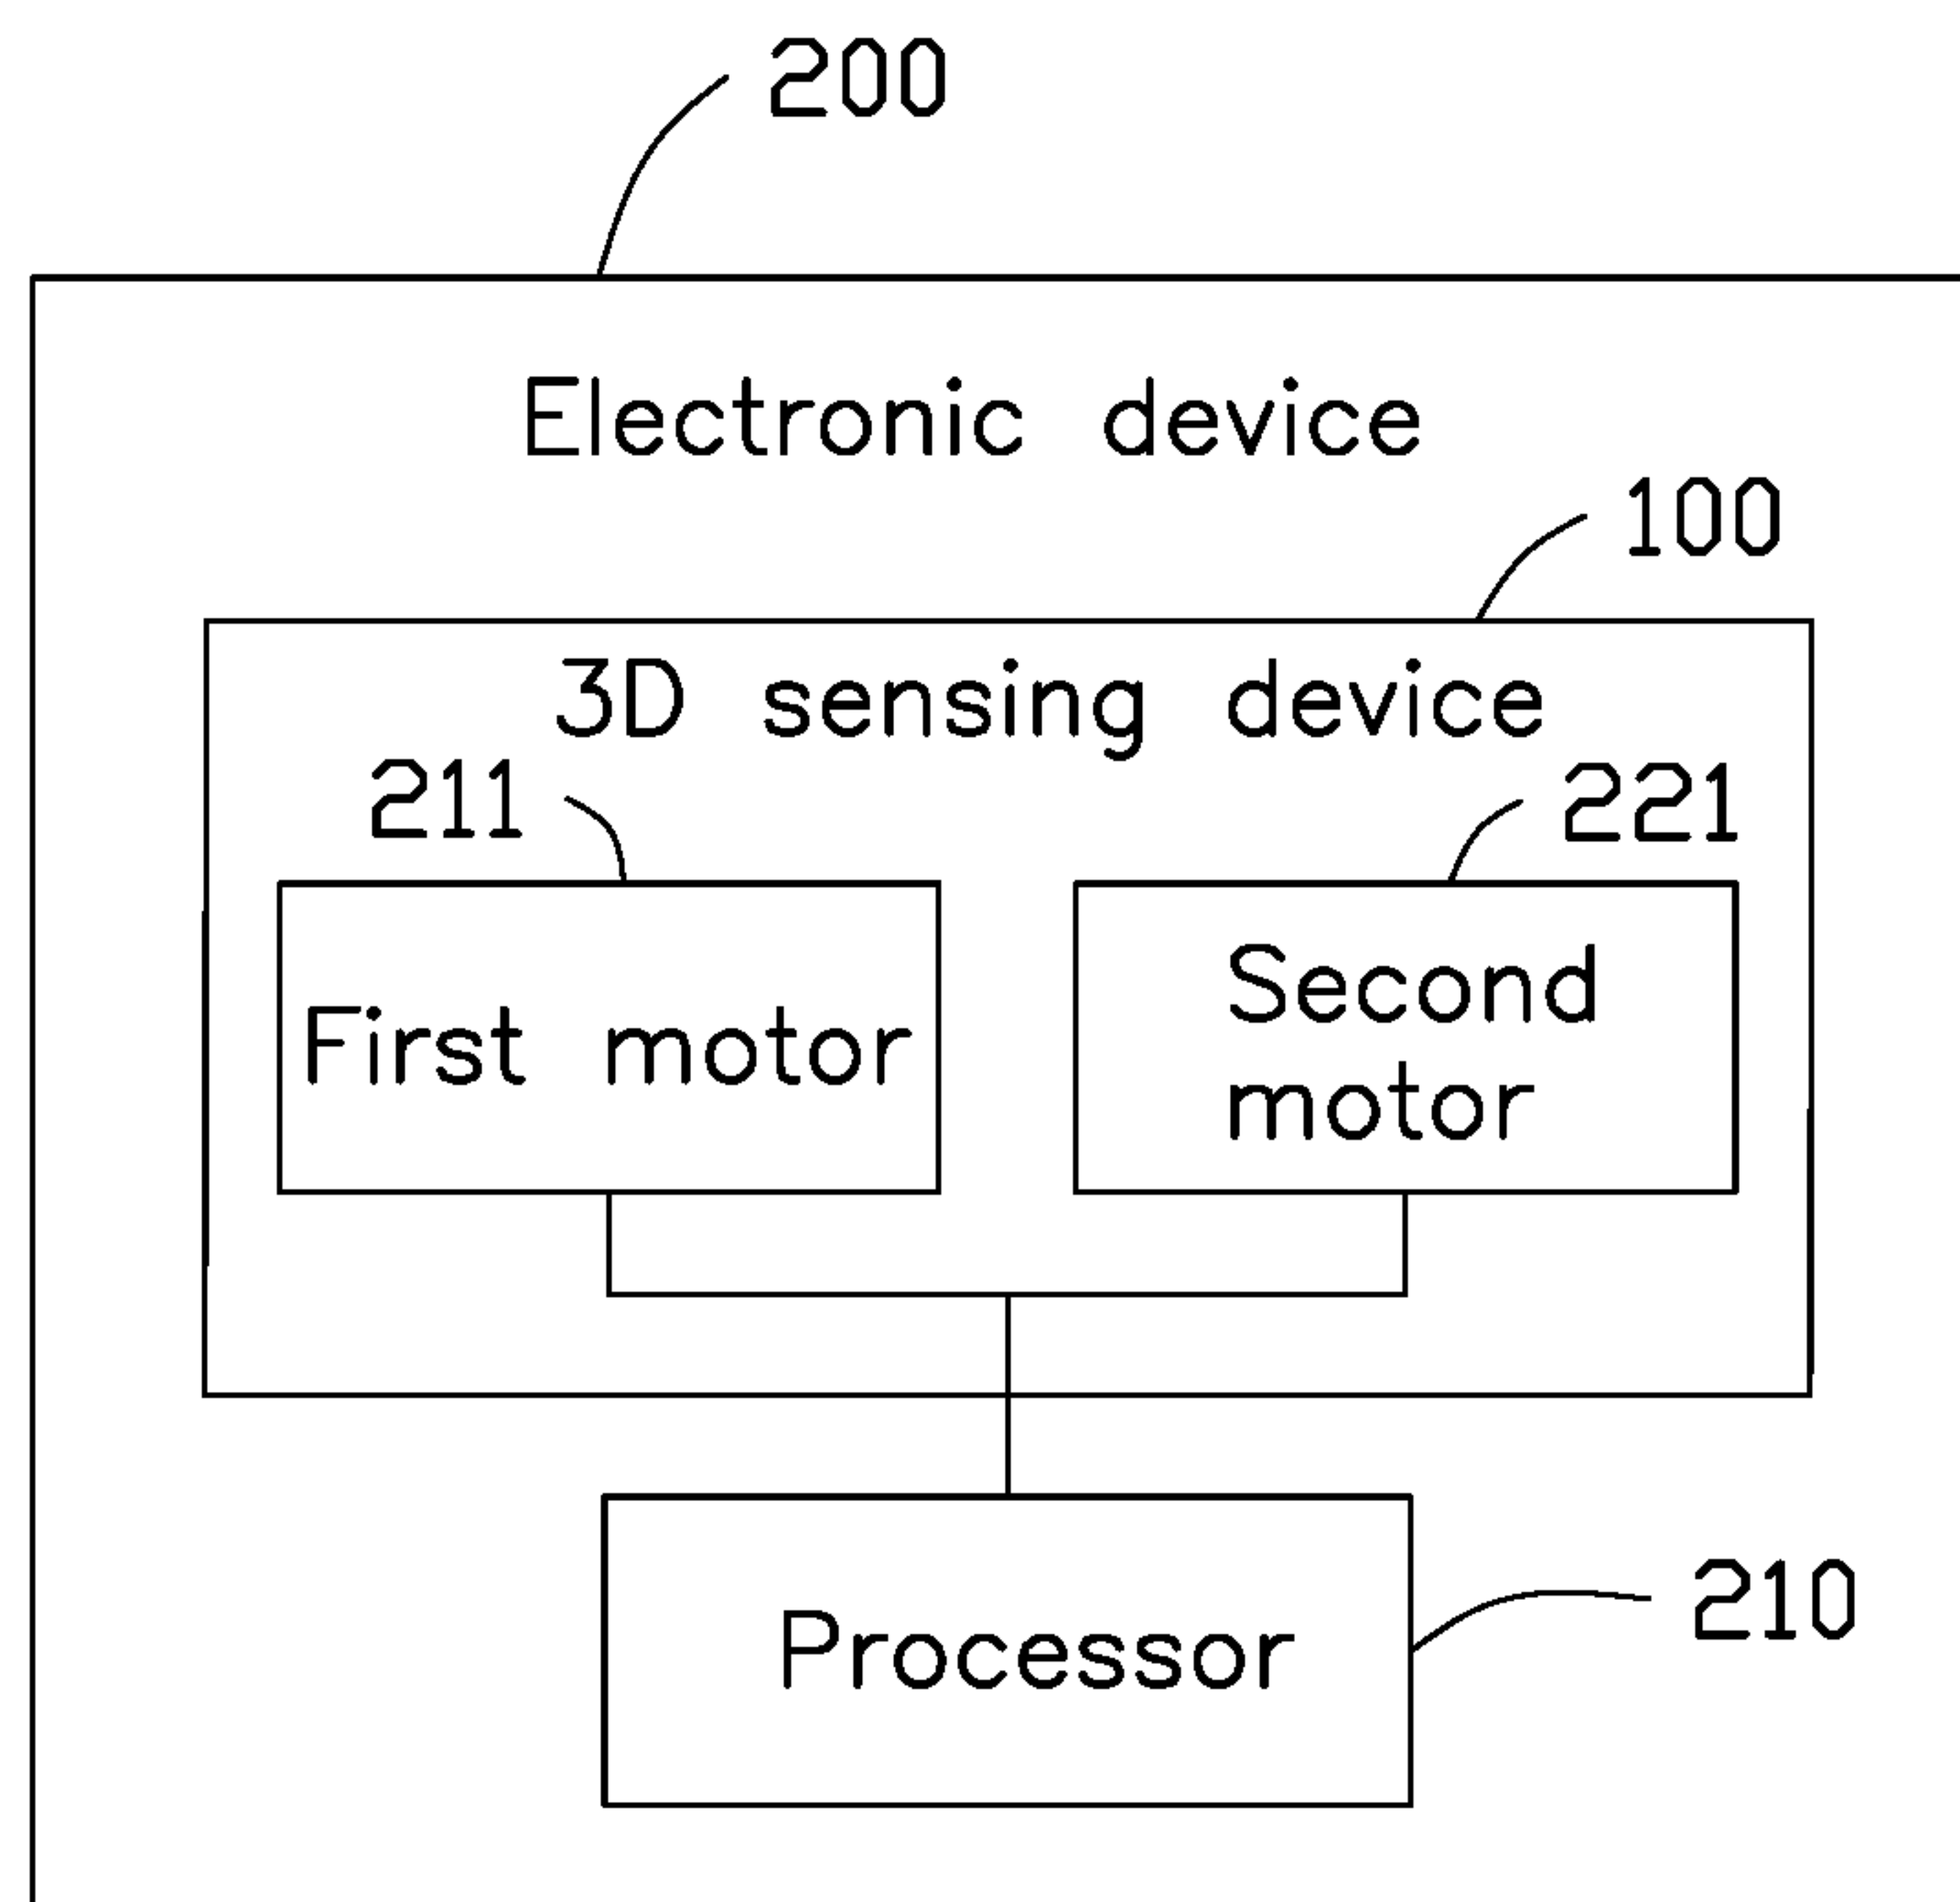 200
Electronic device
100
3D sensing device
211
221
First motor
Second
motor
Processor
210